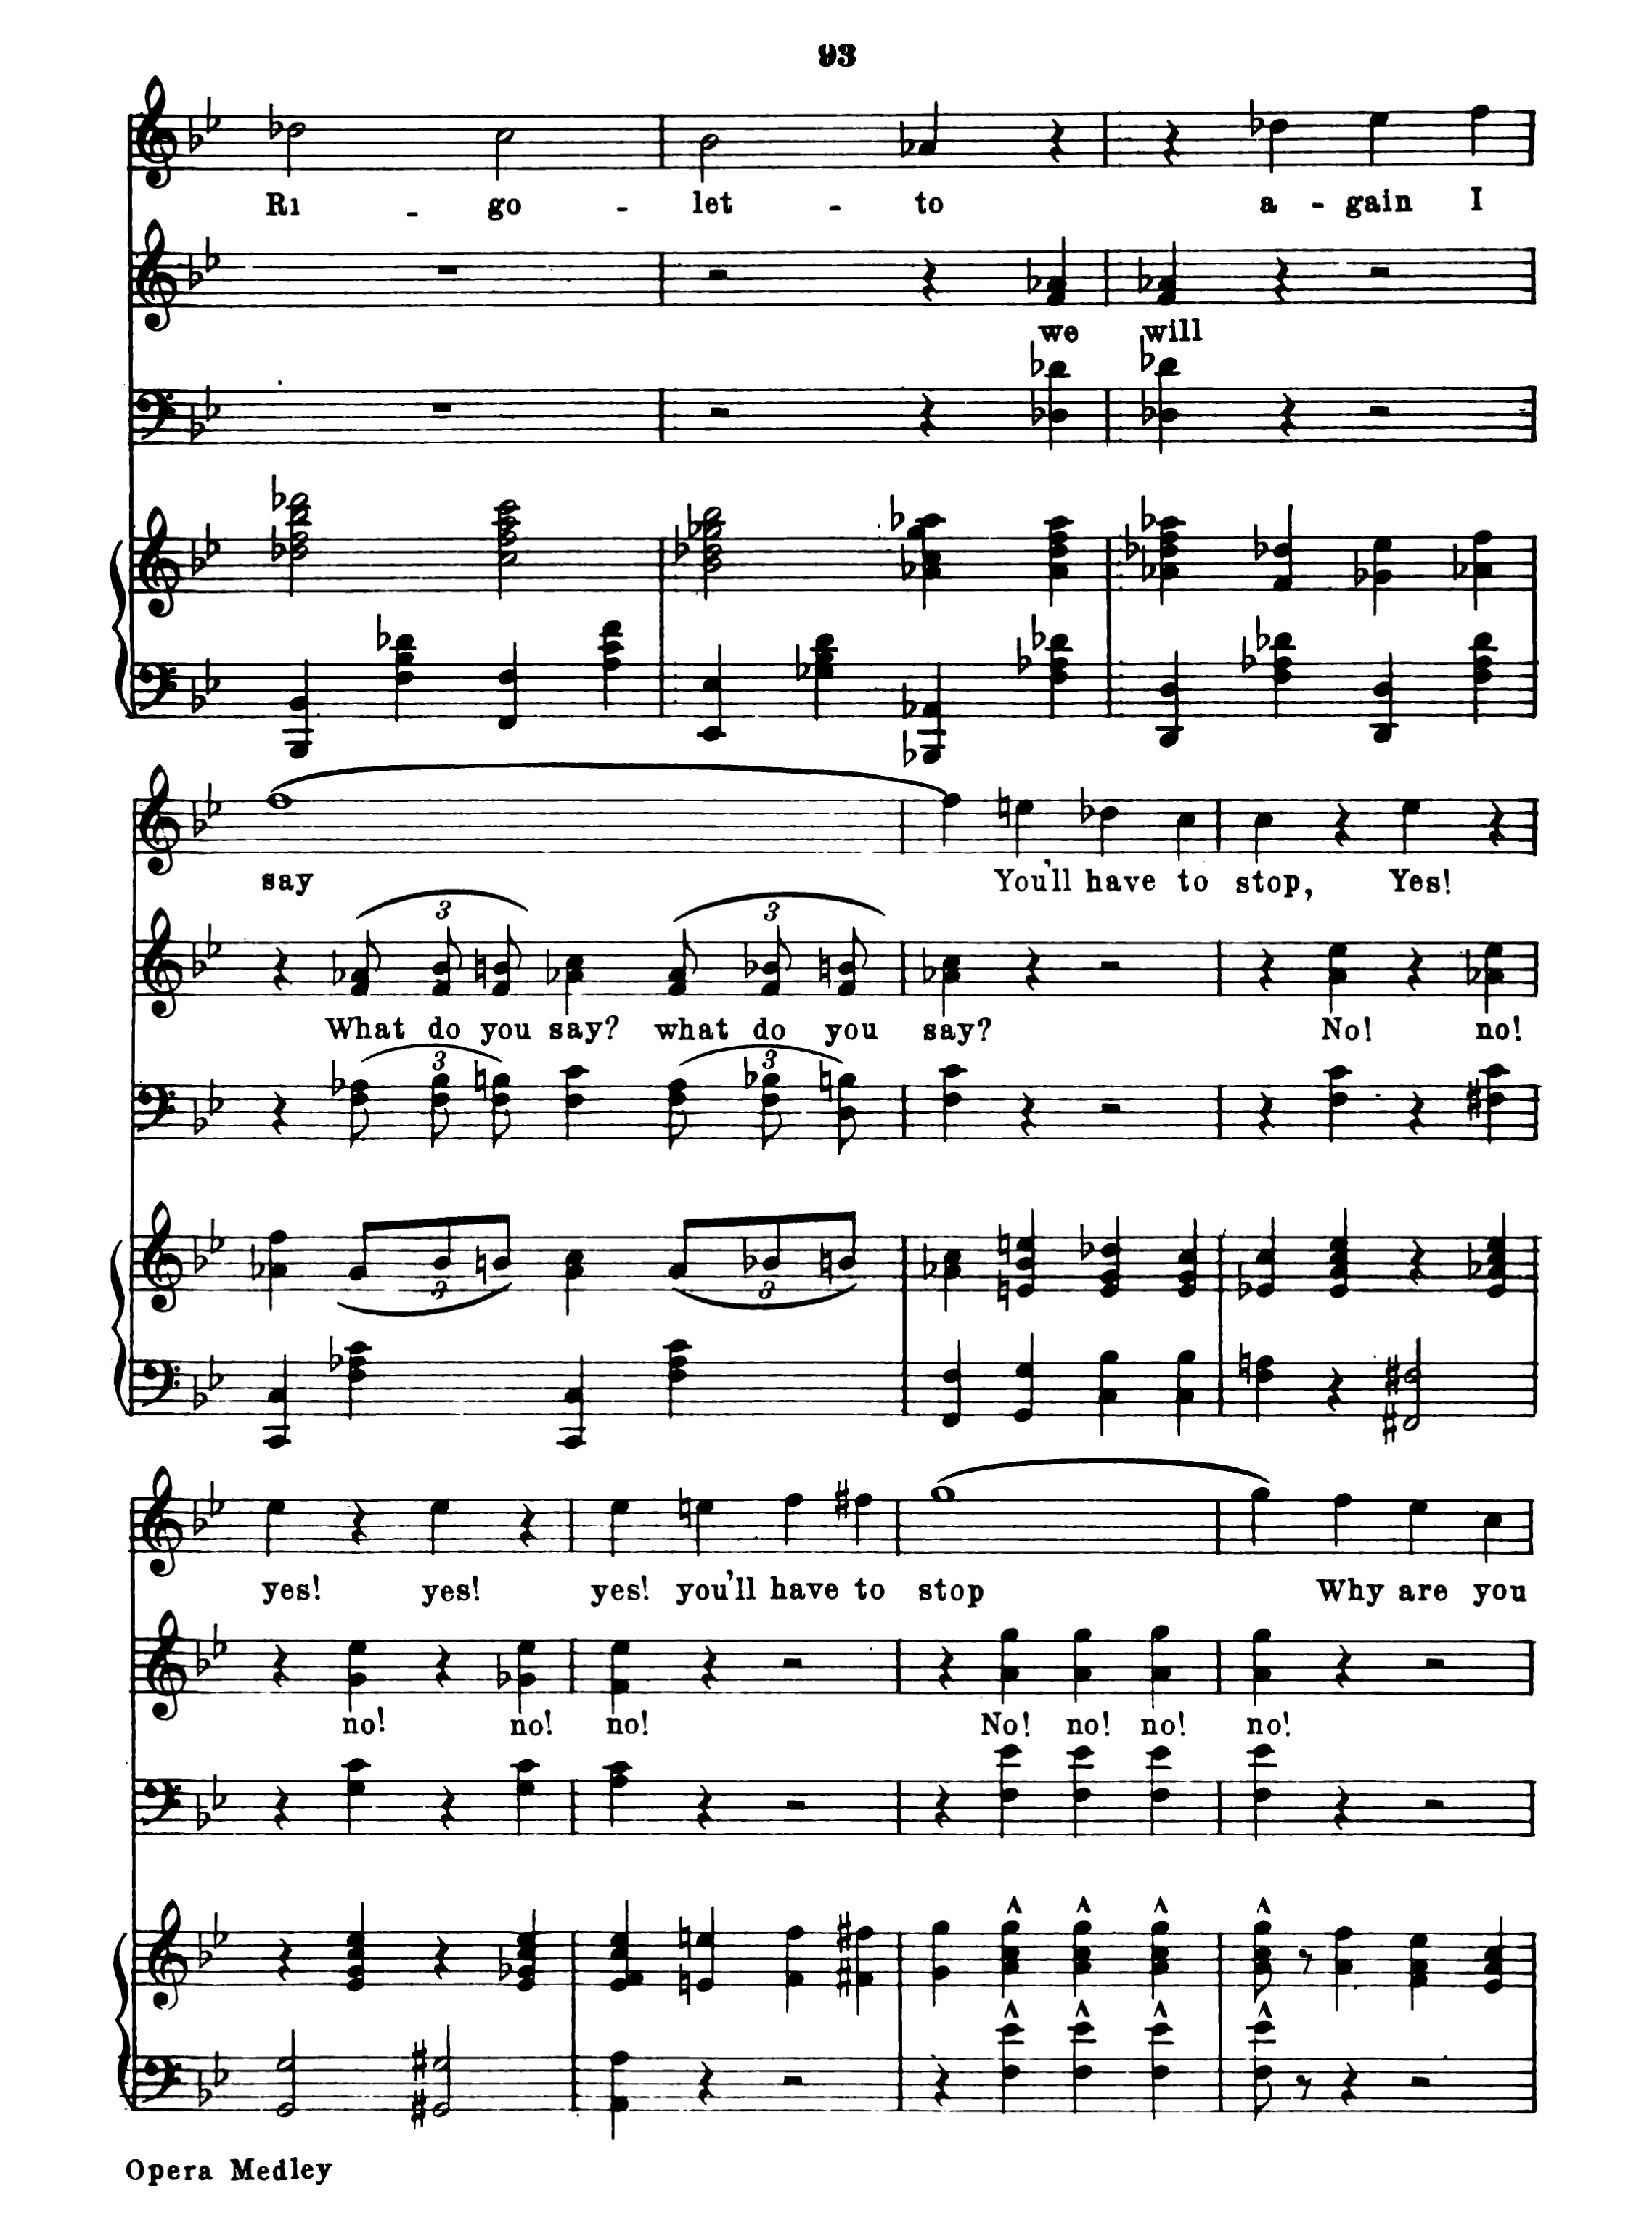 93
Ri - go - let - to a - gain I
we will
say You'll have to stop, Yes!
3 3
What do you say? what do you say? No! no!
3 3
3 3
yes! yes! yes! you'll have to stop Why are you
no! no! no! No! no! no! no!
Opera Medley